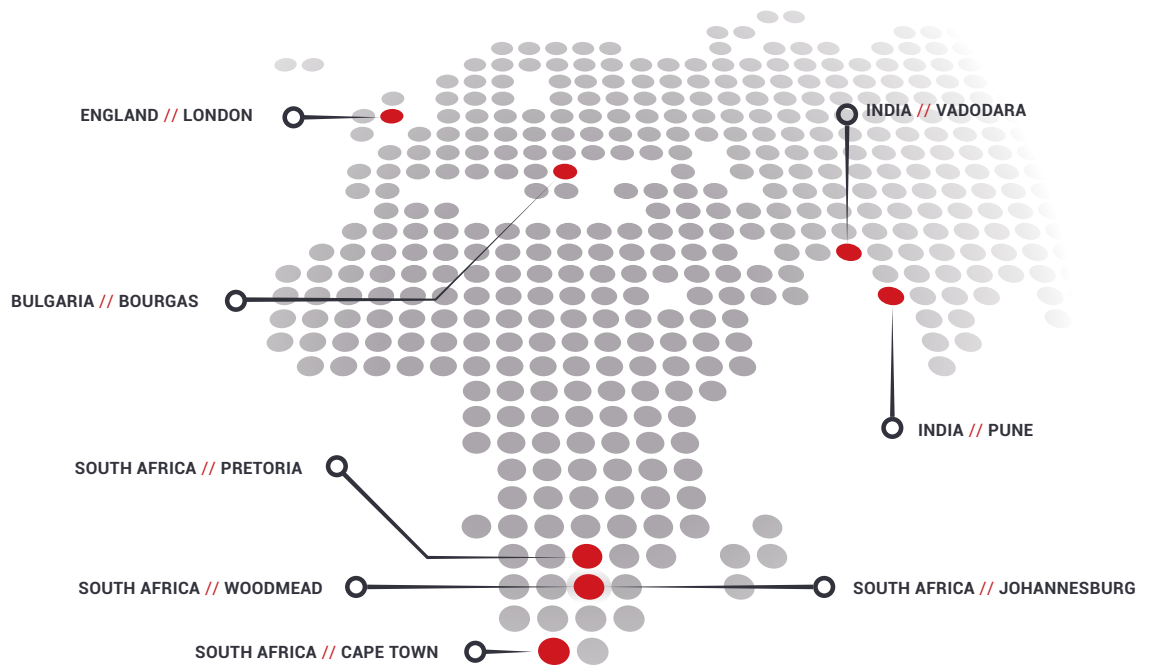 ENGLAND // LONDON
INDIA // VADODARA
BULGARIA // BOURGAS
INDIA // PUNE
SOUTH AFRICA // PRETORIA
SOUTH AFRICA // WOODMEAD
SOUTH AFRICA // JOHANNESBURG
SOUTH AFRICA // CAPE TOWN